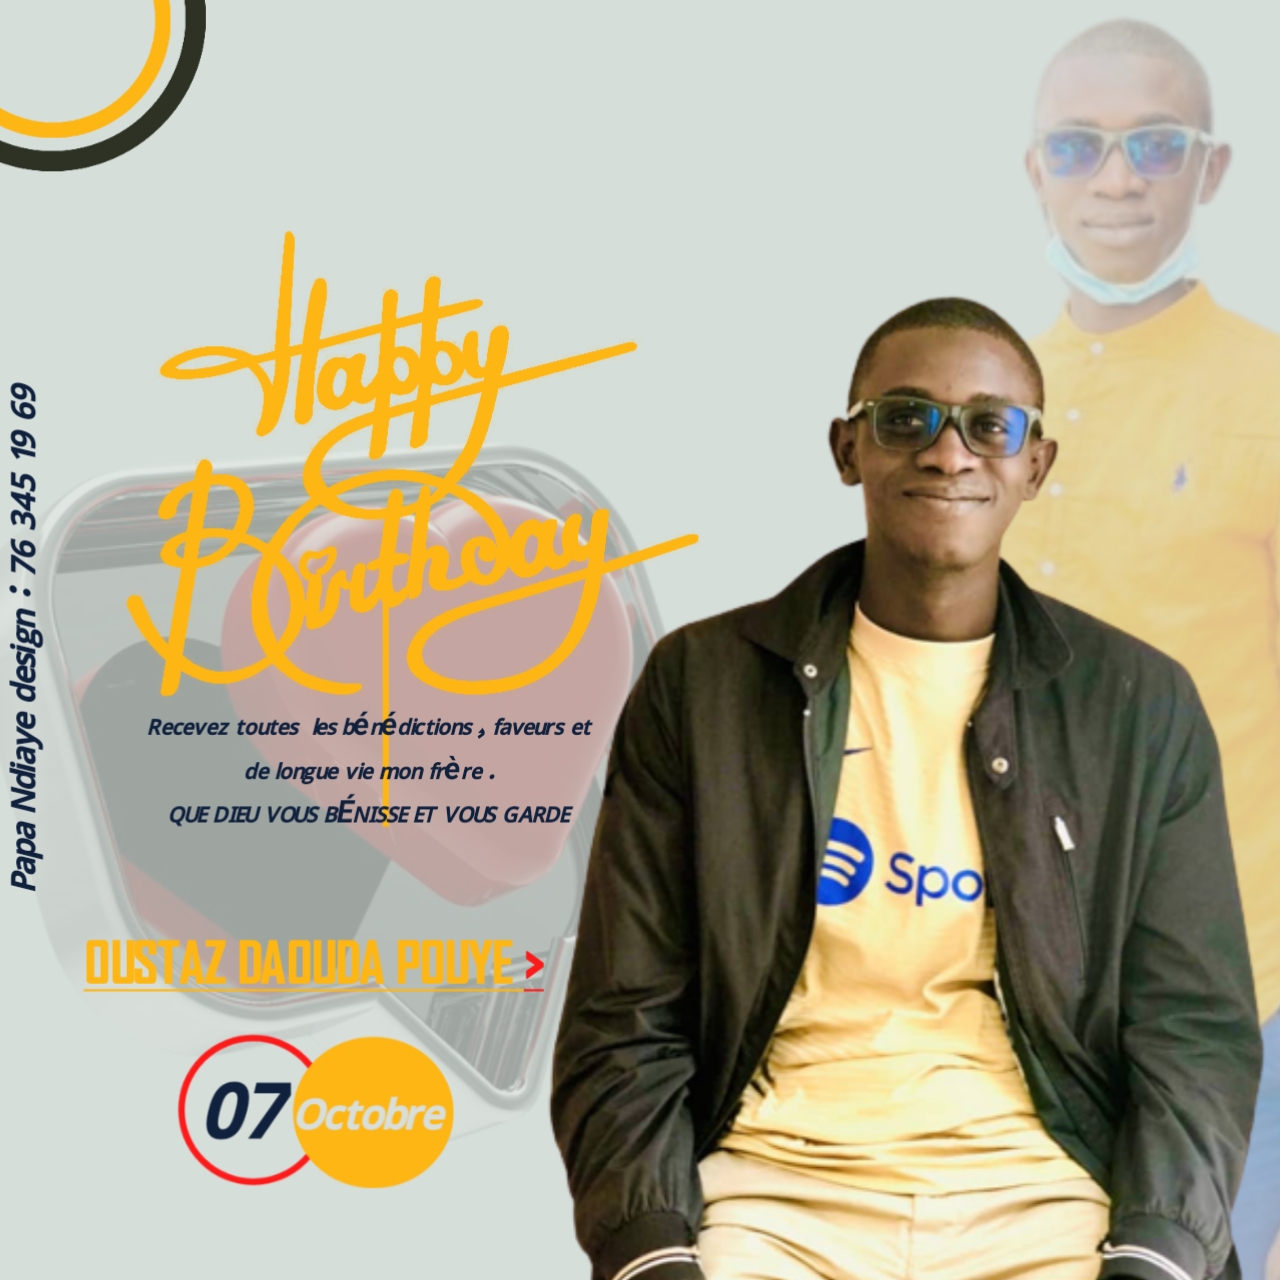 Happy
Birthday
Recevez toutes les bénédictions, faveurs et
de longue vie mon frère.
QUE DIEU VOUS BÉNISSE ET VOUS GARDE
OUSTAZ DAOUDA POUYE >
07 Octobre
Papa Ndiaye design : 76 345 19 69
Spo